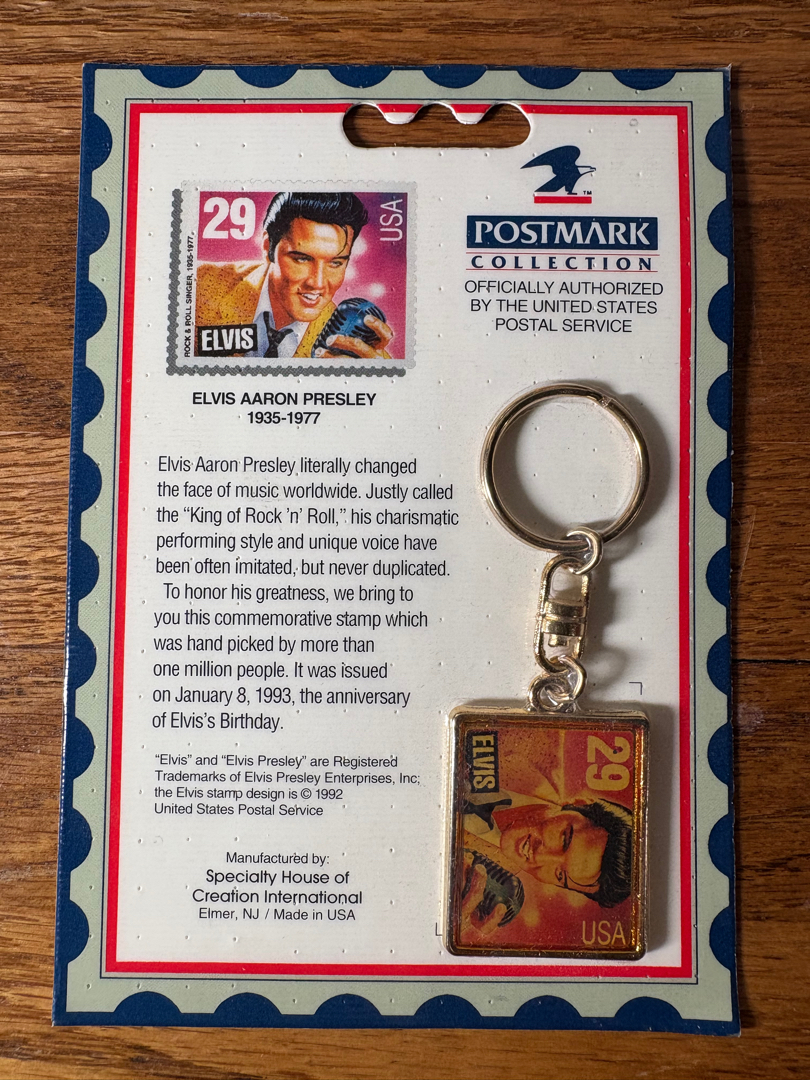 29
USA
ROCK & ROLL SINGER, 1935-1977
ELVIS
TM
POSTMARK
COLLECTION
OFFICIALLY AUTHORIZED
BY THE UNITED STATES
POSTAL SERVICE
ELVIS AARON PRESLEY
1935-1977
Elvis Aaron Presley literally changed
the face of music worldwide. Justly called
the “King of Rock ’n’ Roll,” his charismatic
performing style and unique voice have
been often imitated, but never duplicated.
To honor his greatness, we bring to
you this commemorative stamp which
was hand picked by more than
one million people. It was issued
on January 8, 1993, the anniversary
of Elvis’s Birthday.
“Elvis” and “Elvis Presley” are Registered
Trademarks of Elvis Presley Enterprises, Inc;
the Elvis stamp design is © 1992
United States Postal Service
Manufactured by:
Specialty House of
Creation International
Elmer, NJ / Made in USA
29
ELVIS
USA